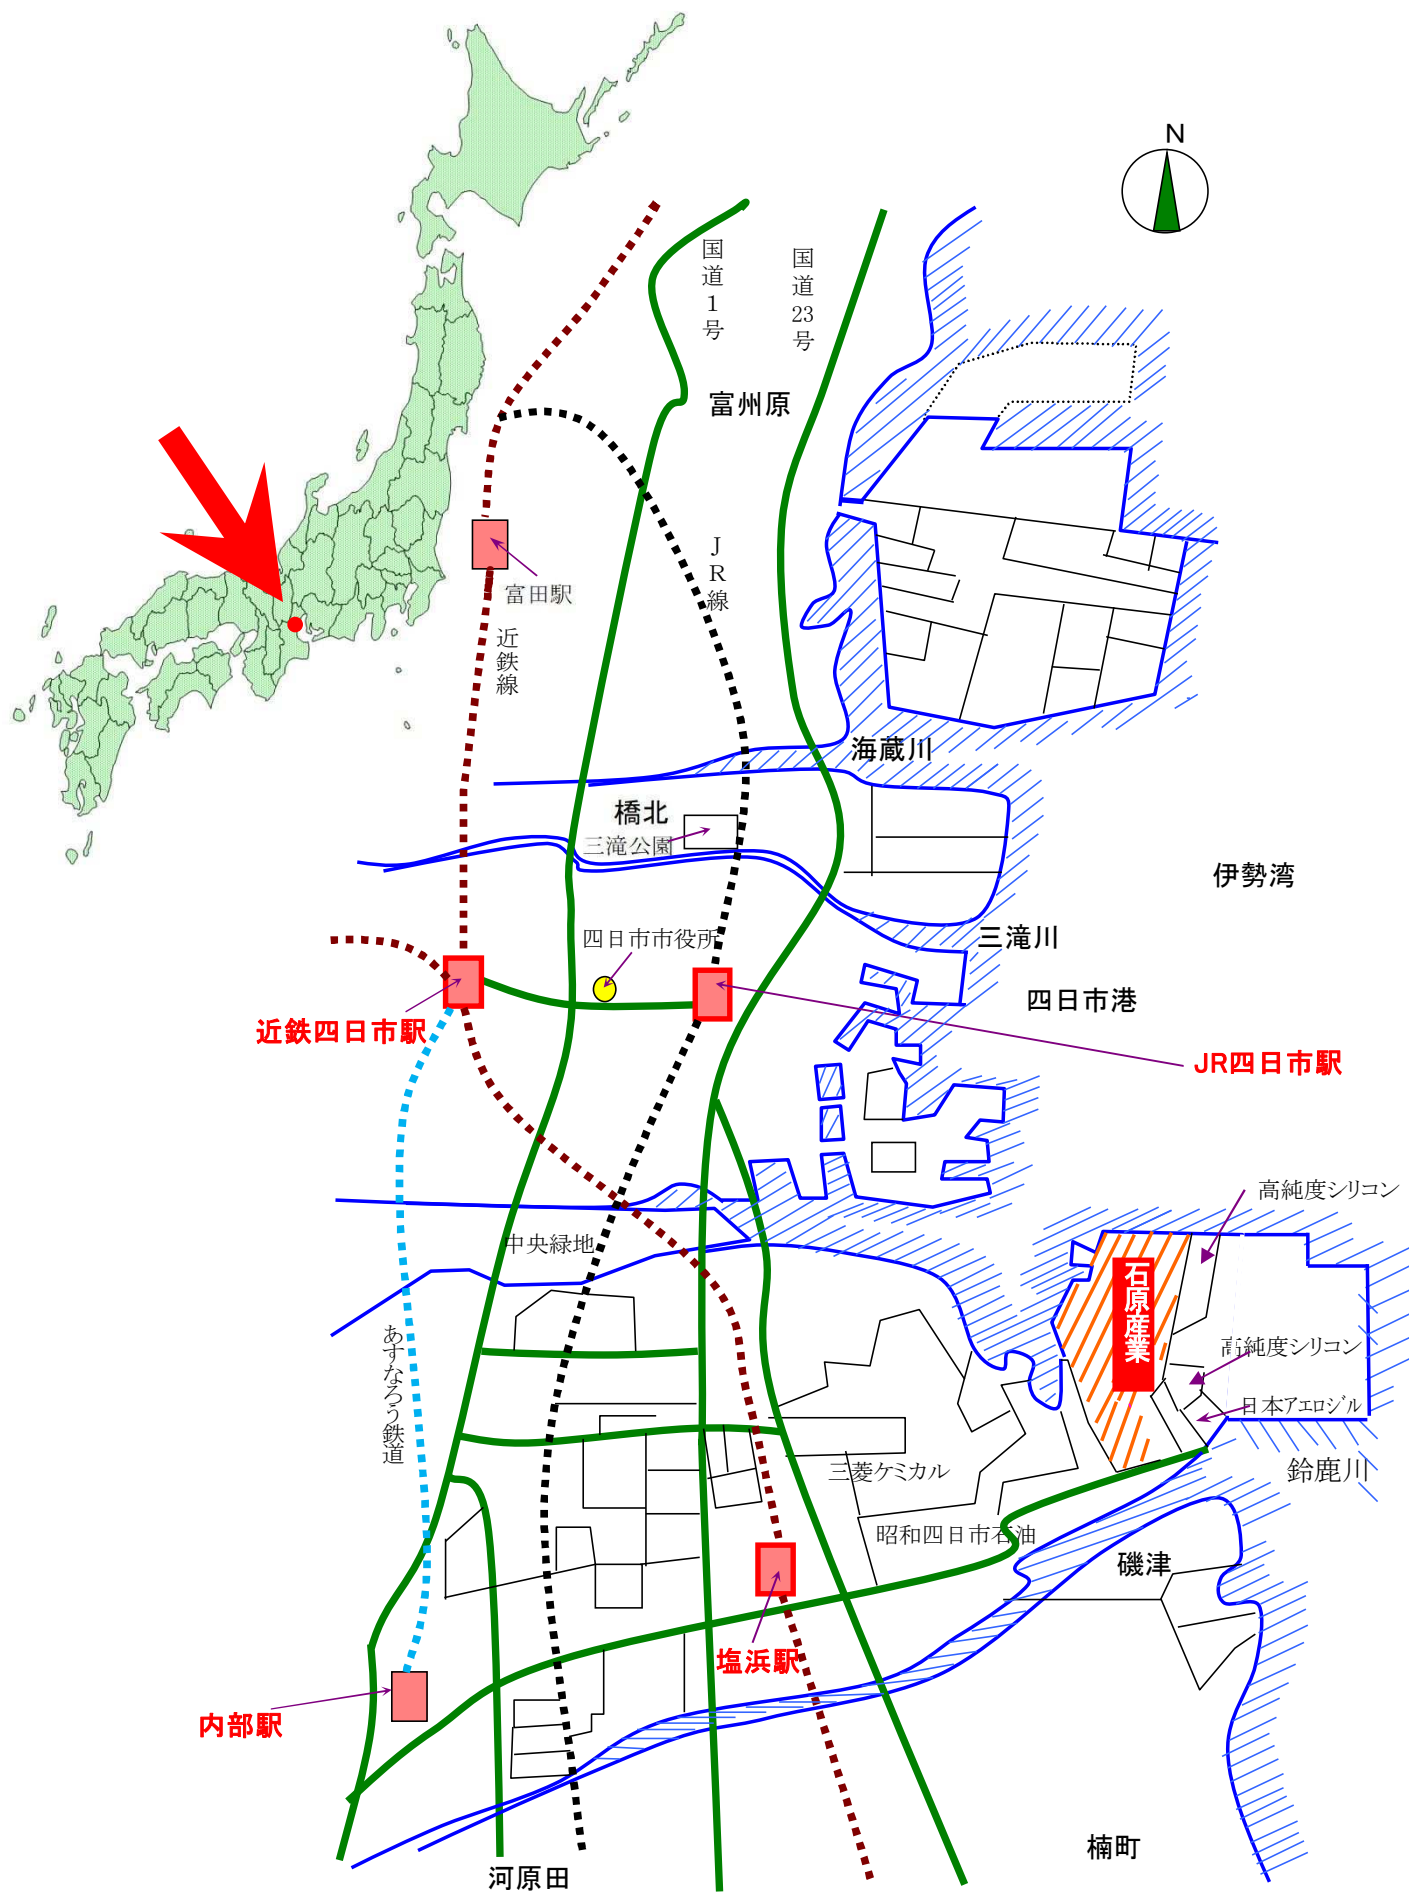 N
国道1号
国道23号
富州原
JR線
富田駅
近鉄線
海蔵川
橋北
三滝公園
伊勢湾
四日市市役所
三滝川
四日市港
近鉄四日市駅
JR四日市駅
高純度シリコン
中央緑地
石原産業
あすなろう鉄道
高純度シリコン
日本アエロジル
三菱ケミカル
鈴鹿川
昭和四日市石油
磯津
塩浜駅
内部駅
楠町
河原田